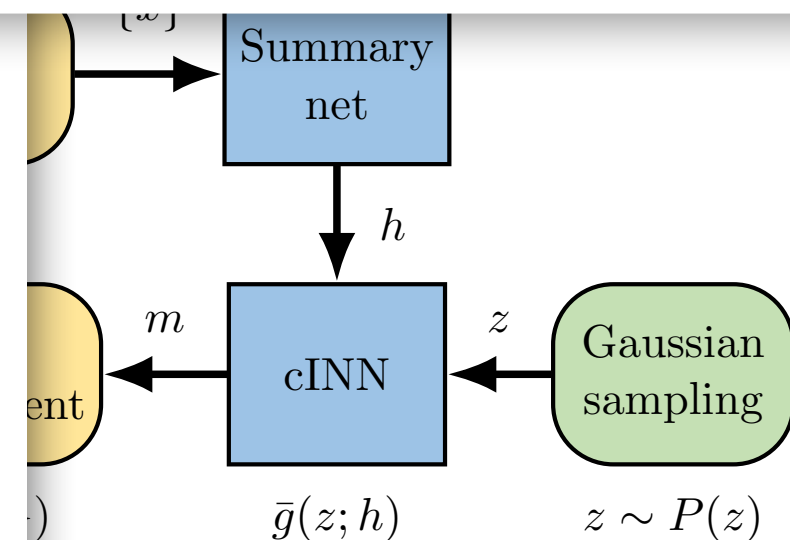 Summary
net
h
m
z
cINN
Gaussian
sampling
ent
ḡ(z; h)
z ∼ P(z)